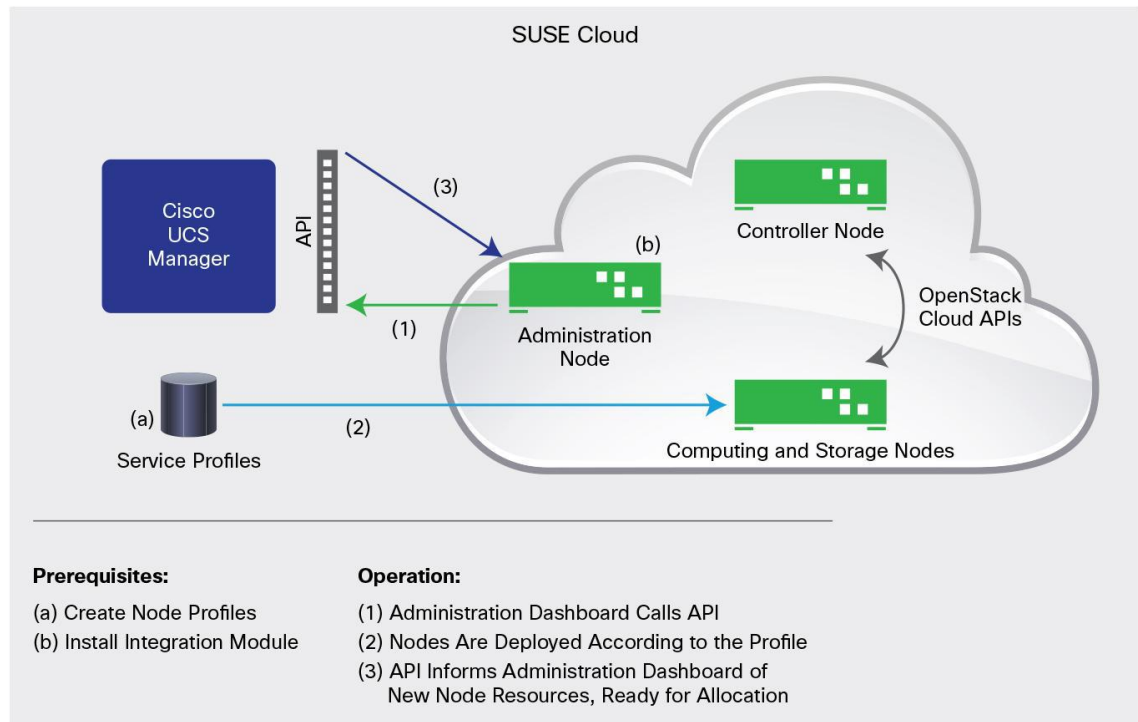 SUSE Cloud
Cisco
UCS
Manager
API
(3)
(1)
(b)
Administration
Node
Controller Node
OpenStack
Cloud APIs
(a)
Service Profiles
(2)
Computing and Storage Nodes
Prerequisites:
(a) Create Node Profiles
(b) Install Integration Module
Operation:
(1) Administration Dashboard Calls API
(2) Nodes Are Deployed According to the Profile
(3) API Informs Administration Dashboard of
New Node Resources, Ready for Allocation